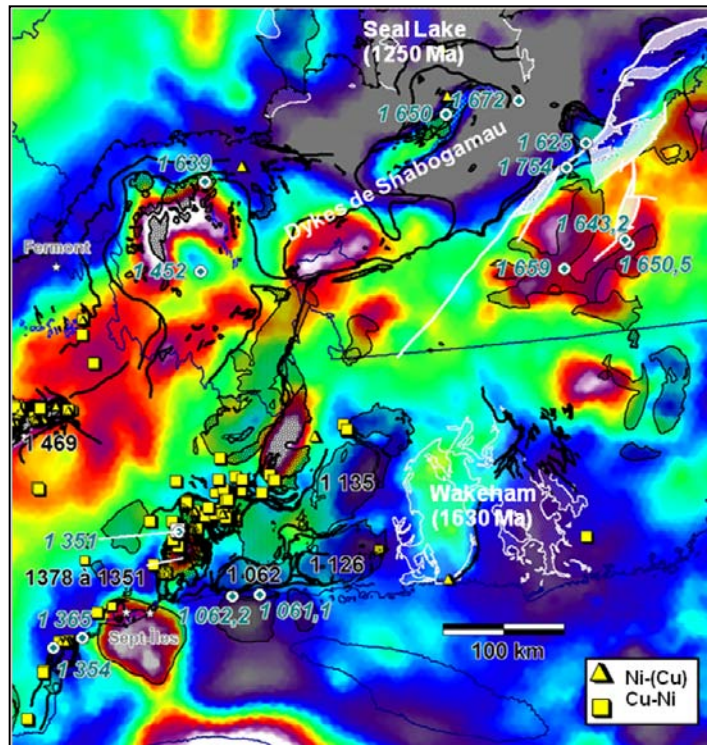 Seal Lake
(1250 Ma)
1 650
1 672
1 625
1 754
1 639
Dykes de Shabogamau
Fermont
1 452
1 643,2
1 659
1 650,5
1 469
1 135
Wakeham
(1630 Ma)
1 351
1 126
1378 à 1351
1 062
1 062,2
1 061,1
1 365
Sept-Îles
1 354
100 km
Ni-(Cu)
Cu-Ni